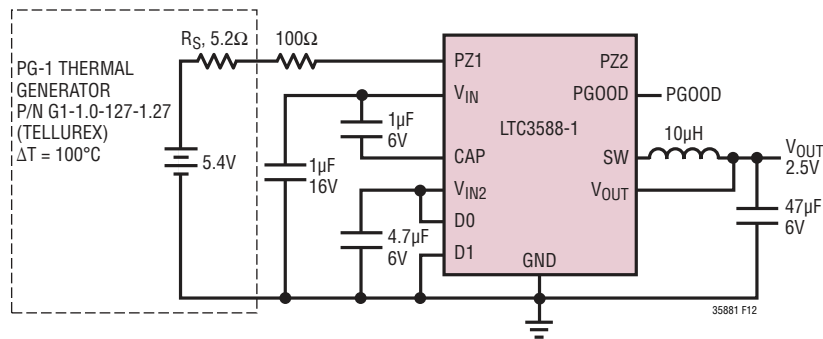 PG-1 THERMAL
GENERATOR
P/N G1-1.0-127-1.27
(TELLUREX)
∆T = 100°C
RS, 5.2Ω
100Ω
5.4V
1µF
16V
1µF
6V
4.7µF
6V
PZ1
VIN
CAP
VIN2
D0
D1
PZ2
PGOOD
LTC3588-1
SW
VOUT
GND
PGOOD
10µH
VOUT
2.5V
47µF
6V
35881 F12